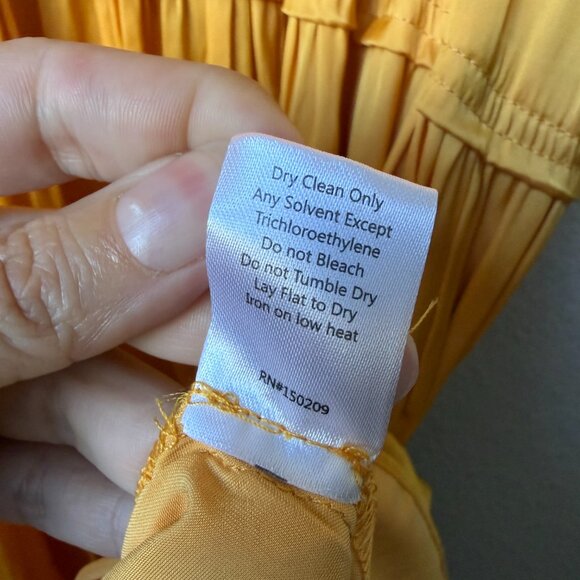 Dry Clean Only
Any Solvent Except
Trichloroethylene
Do not Bleach
Do not Tumble Dry
Lay Flat to Dry
Iron on low heat
RN#150209